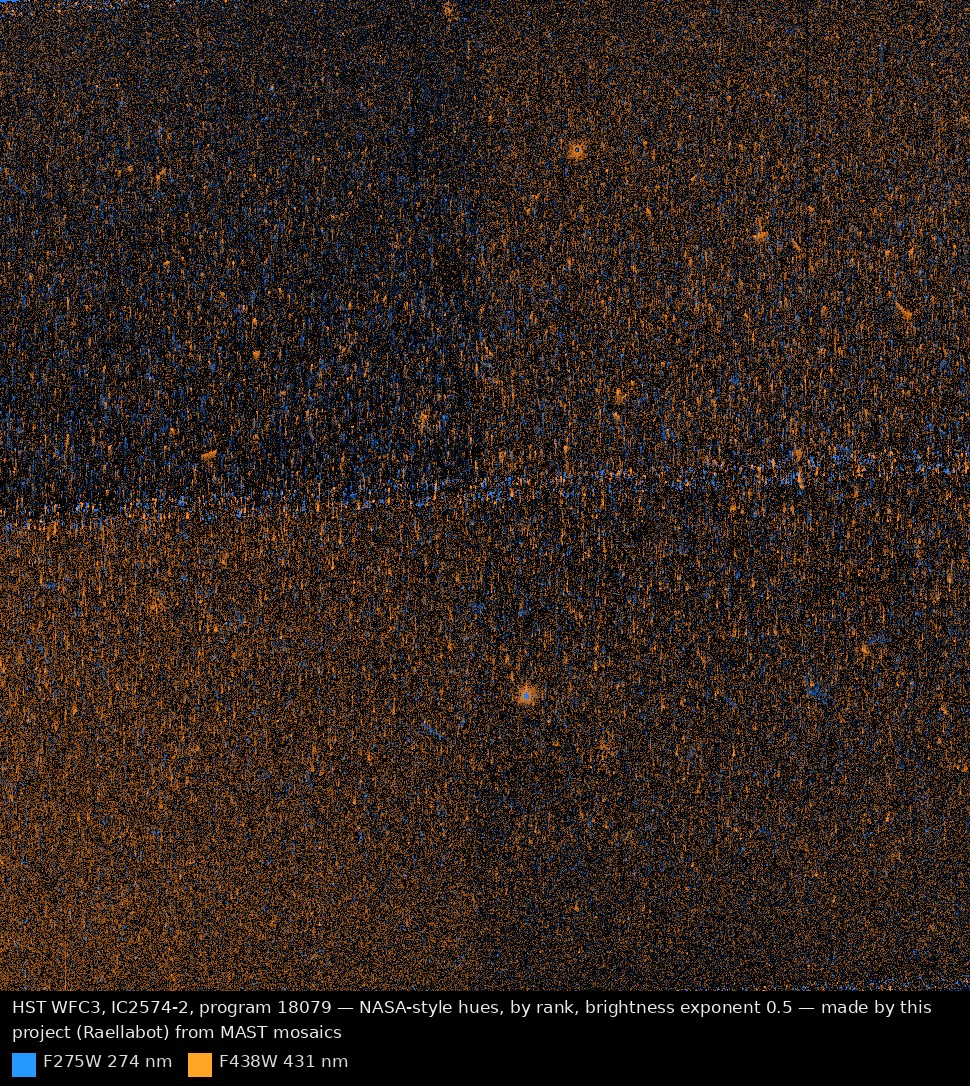 HST WFC3, IC2574-2, program 18079 — NASA-style hues, by rank, brightness exponent 0.5 — made by this
project (Raellabot) from MAST mosaics
F275W 274 nm F438W 431 nm